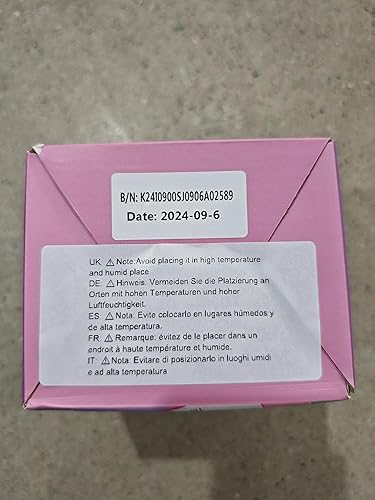 B/N: K24I0900SJ0906A02589
Date: 2024-09-6
UK: ⚠Note:Avoid placing it in high temperature
and humid place
DE: ⚠Hinweis: Vermeiden Sie die Platzierung an
Orten mit hohen Temperaturen und hoher
Luftfeuchtigkeit.
ES: ⚠Nota: Evite colocarlo en lugares húmedos y
de alta temperatura.
FR: ⚠Remarque: évitez de le placer dans un
endroit à haute température et humide.
IT: ⚠Nota: Evitare di posizionarlo in luoghi umidi
e ad alta temperatura